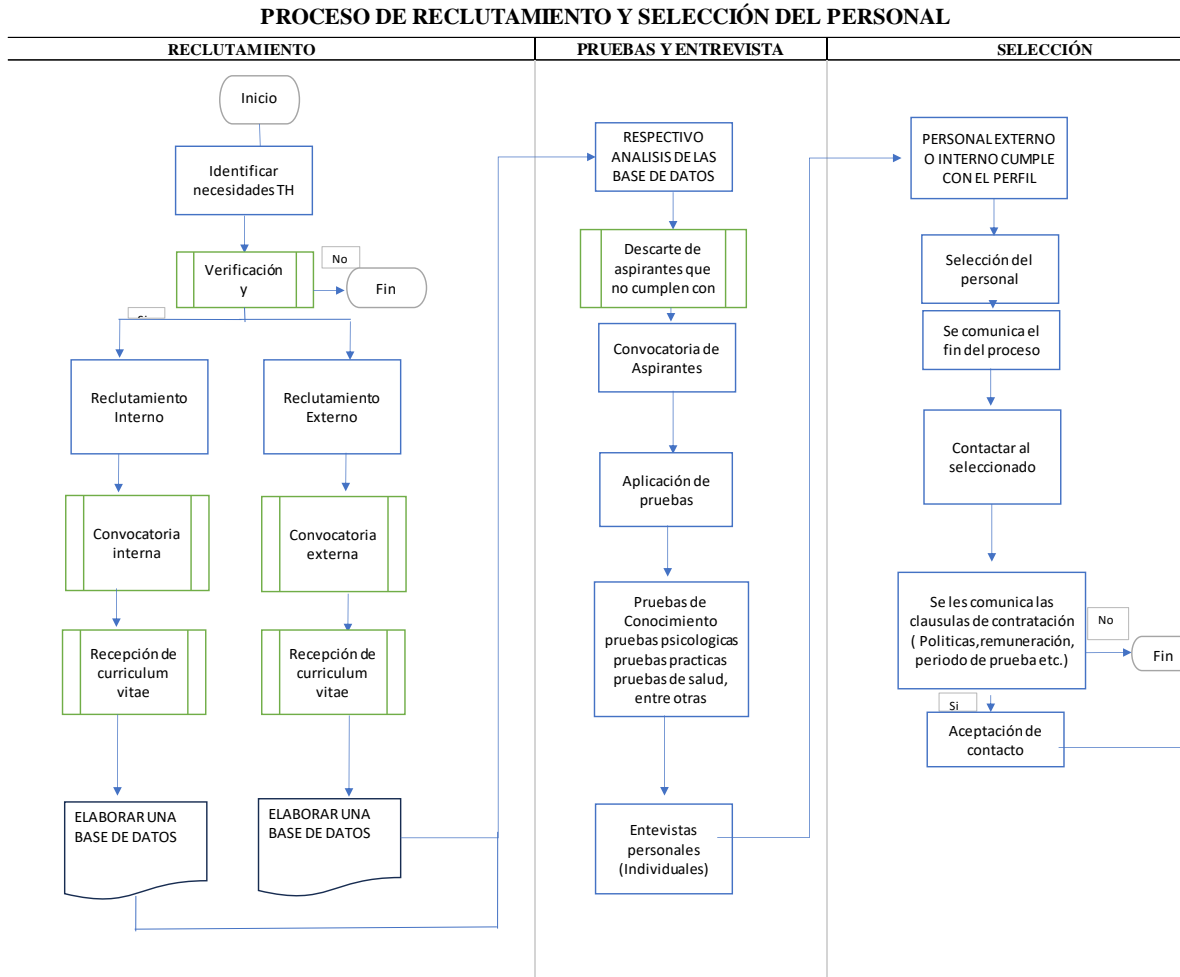 PROCESO DE RECLUTAMIENTO Y SELECCIÓN DEL PERSONAL
RECLUTAMIENTO
PRUEBAS Y ENTREVISTA
SELECCIÓN
Inicio
Identificar
necesidades TH
Verificación
y
No
Fin
Reclutamiento
Interno
Reclutamiento
Externo
Convocatoria
interna
Convocatoria
externa
Recepción de
curriculum
vitae
Recepción de
curriculum
vitae
ELABORAR UNA
BASE DE DATOS
ELABORAR UNA
BASE DE DATOS
RESPECTIVO
ANALISIS DE LAS
BASE DE DATOS
Descarte de
aspirantes que
no cumplen con
Convocatoria de
Aspirantes
Aplicación de
pruebas
Pruebas de
Conocimiento
pruebas psicologicas
pruebas practicas
pruebas de salud,
entre otras
Entevistas
personales
(Individuales)
PERSONAL EXTERNO
O INTERNO CUMPLE
CON EL PERFIL
Selección del
personal
Se comunica el
fin del proceso
Contactar al
seleccionado
Se les comunica las
clausulas de contratación
( Politicas,remuneración,
periodo de prueba etc.)
No
Fin
Si
Aceptación de
contacto